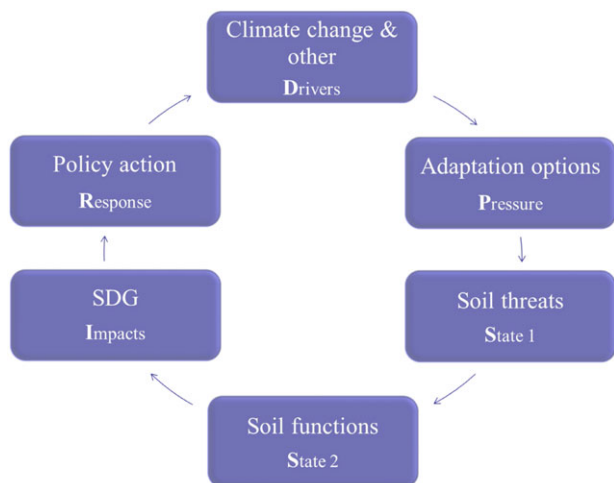 Climate change &
other
Drivers
Adaptation options
Pressure
Soil threats
State 1
Soil functions
State 2
SDG
Impacts
Policy action
Response